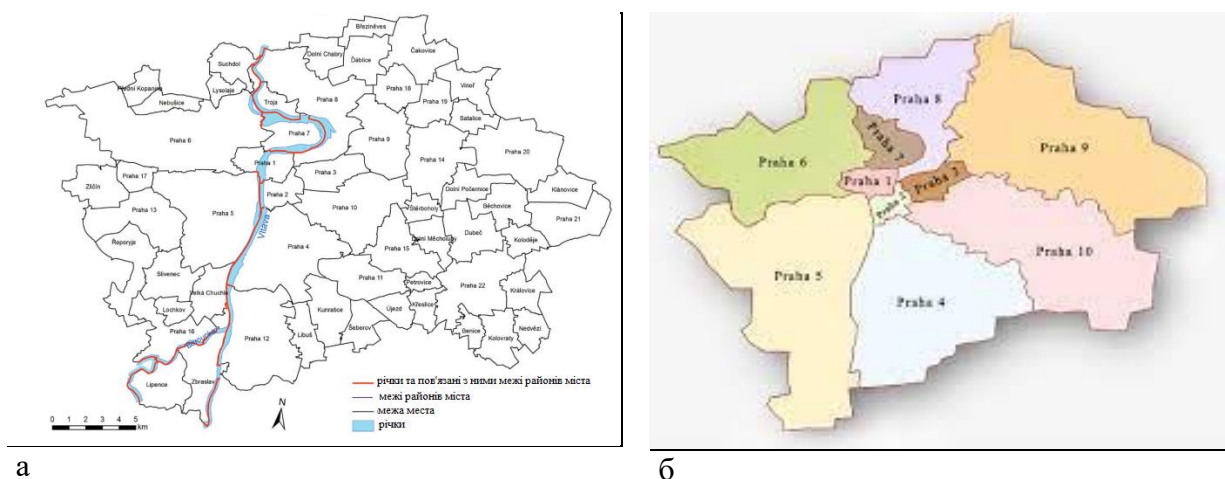 Březiněves
Dolní Chabry
Ďáblice
Čakovice
Suchdol
Lysolaje
Nebušice
Troja
Praha 8
Praha 18
Praha 19
Vinoř
Satalice
Praha 6
Praha 7
Praha 9
Praha 14
Praha 20
Praha 1
Praha 3
Praha 17
Zličín
Praha 2
Dolní Počernice
Klánovice
Praha 13
Praha 5
Praha 10
Štěrboholy
Běchovice
Praha 21
Vltava
Praha 4
Dolní Měcholupy
Dubeč
Koloděje
Řeporyje
Praha 15
Slivenec
Velká Chuchle
Praha 11
Petrovice
Praha 22
Královice
Lochkov
Kunratice
Újezd
Křeslice
Šeberov
Nedvězí
Praha 16
Praha 12
Libuš
Benice
Kolovraty
Lipence
Zbraslav
N
0 1 2 3 4 5
km
річки та пов'язані з ними межі районів міста
межі районів міста
межа места
річки
а
Praha 8
Praha 9
Praha 7
Praha 6
Praha 1
Praha 10
Praha 5
Praha 4
б